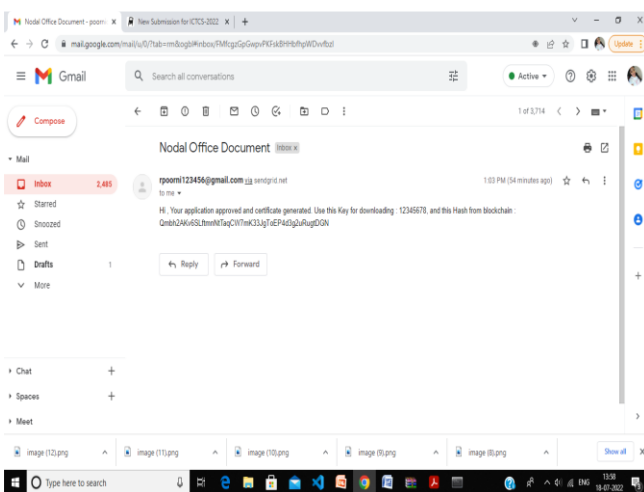 Nodal Office Document - poorni
New Submission for ICTCS-2022
mail.google.com/mail/u/0/?tab=rm&ogbl#inbox/FMfcgzGpGwpvPKFskBHHbfhpWDvvfbzl
Update
Gmail
Search all conversations
Active
Compose
1 of 3,714
Mail
Inbox 2,485
Starred
Snoozed
Sent
Drafts 1
More
Nodal Office Document Inbox x
rpoorni123456@gmail.com via sendgrid.net
1:03 PM (54 minutes ago)
to me
Hi , Your application approved and certificate generated. Use this Key for downloading : 12345678, and this Hash from blockchain :
Qmbh2AKv6SLftmnNtTaqCW7mK33JgToEP4d3g2uRugtDGN
Reply
Forward
Chat
Spaces
Meet
image (12).png
image (11).png
image (10).png
image (9).png
image (8).png
Show all
Type here to search
ENG
13:58
18-07-2022